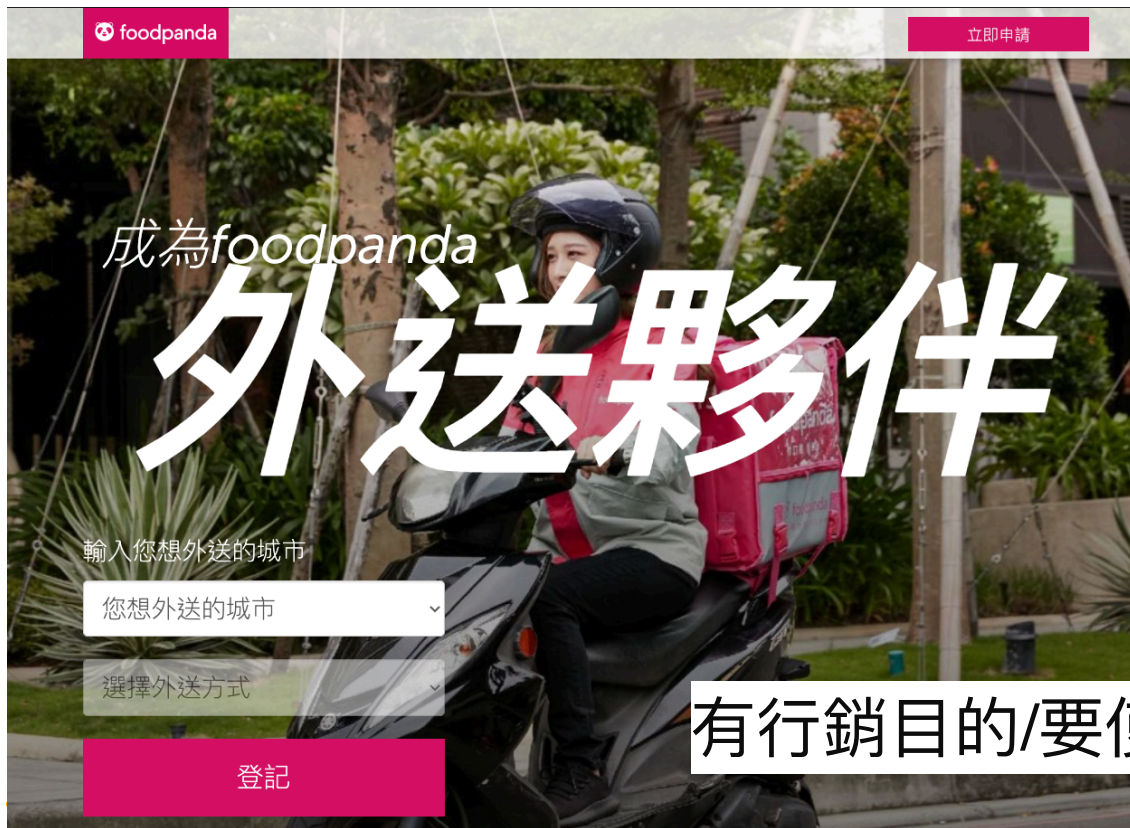 foodpanda
立即申請
成為foodpanda
外送夥伴
foodpanda
foodpanda
輸入您想外送的城市
您想外送的城市
選擇外送方式
登記
有行銷目的/要